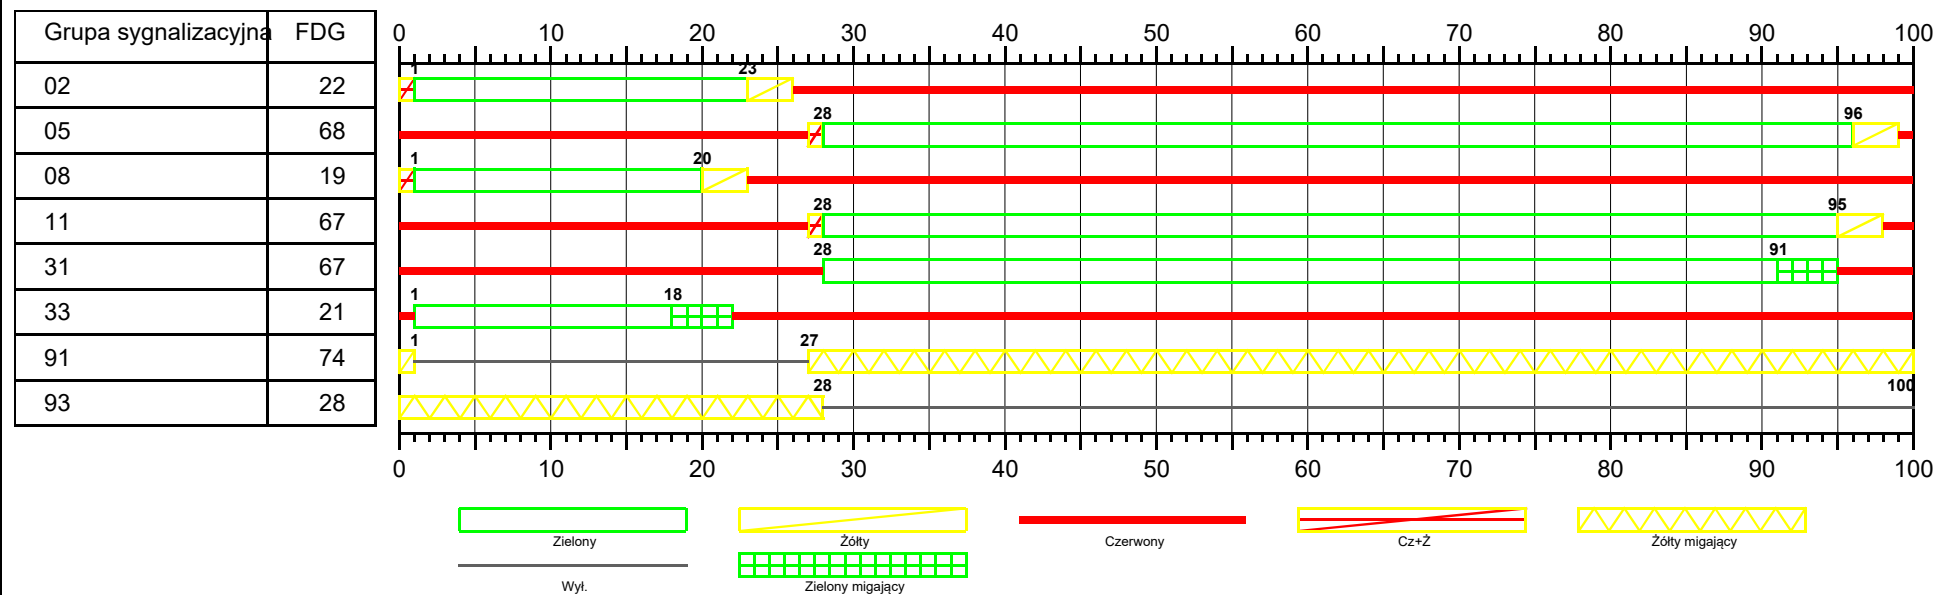 Grupa sygnalizacyjna FDG 0 10 20 30 40 50 60 70 80 90 100
02 22 1 23
05 68 28 96
08 19 1 20
11 67 28 95
31 67 28 91
33 21 1 18
91 74 1 27
93 28 28 100
0 10 20 30 40 50 60 70 80 90 100
Zielony Żółty Czerwony Cz+Ż Żółty migający
Wył. Zielony migający